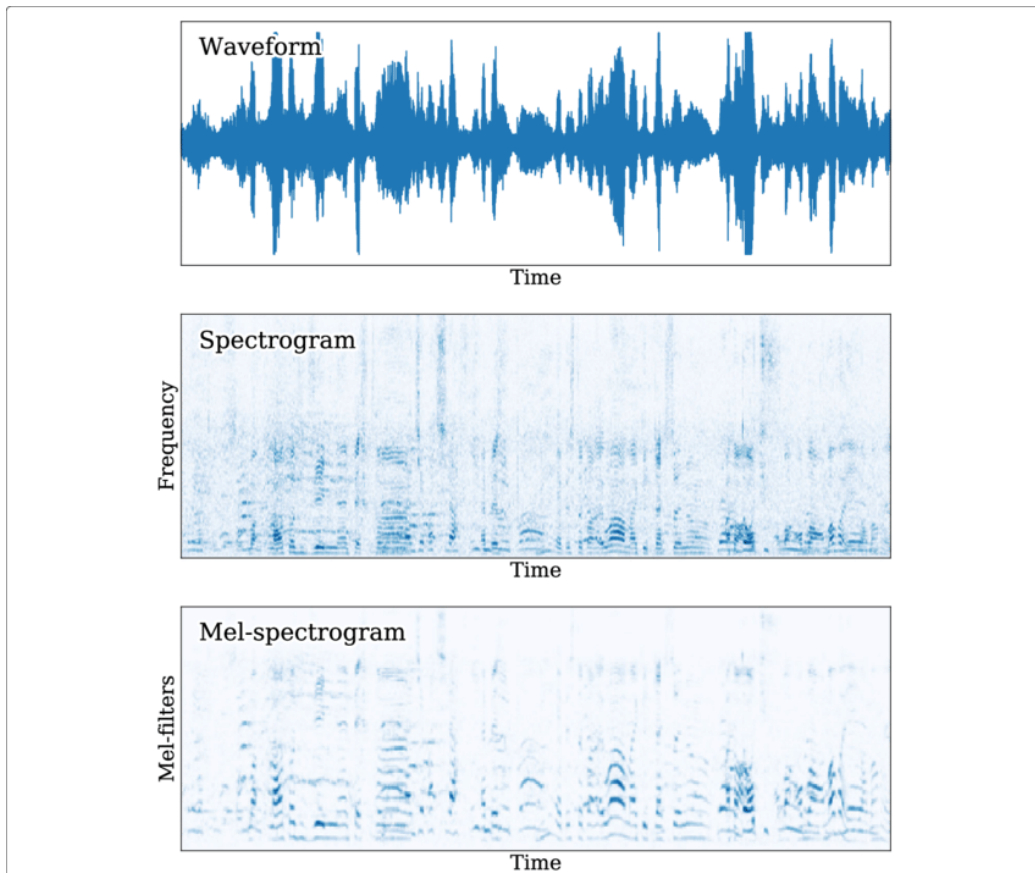 Waveform
Time
Spectrogram
Frequency
Time
Mel-spectrogram
Mel-filters
Time